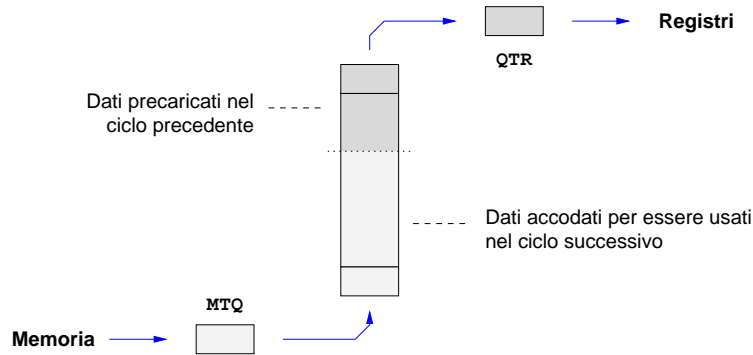 Registri
QTR
Dati precaricati nel
ciclo precedente
Dati accodati per essere usati
nel ciclo successivo
MTQ
Memoria